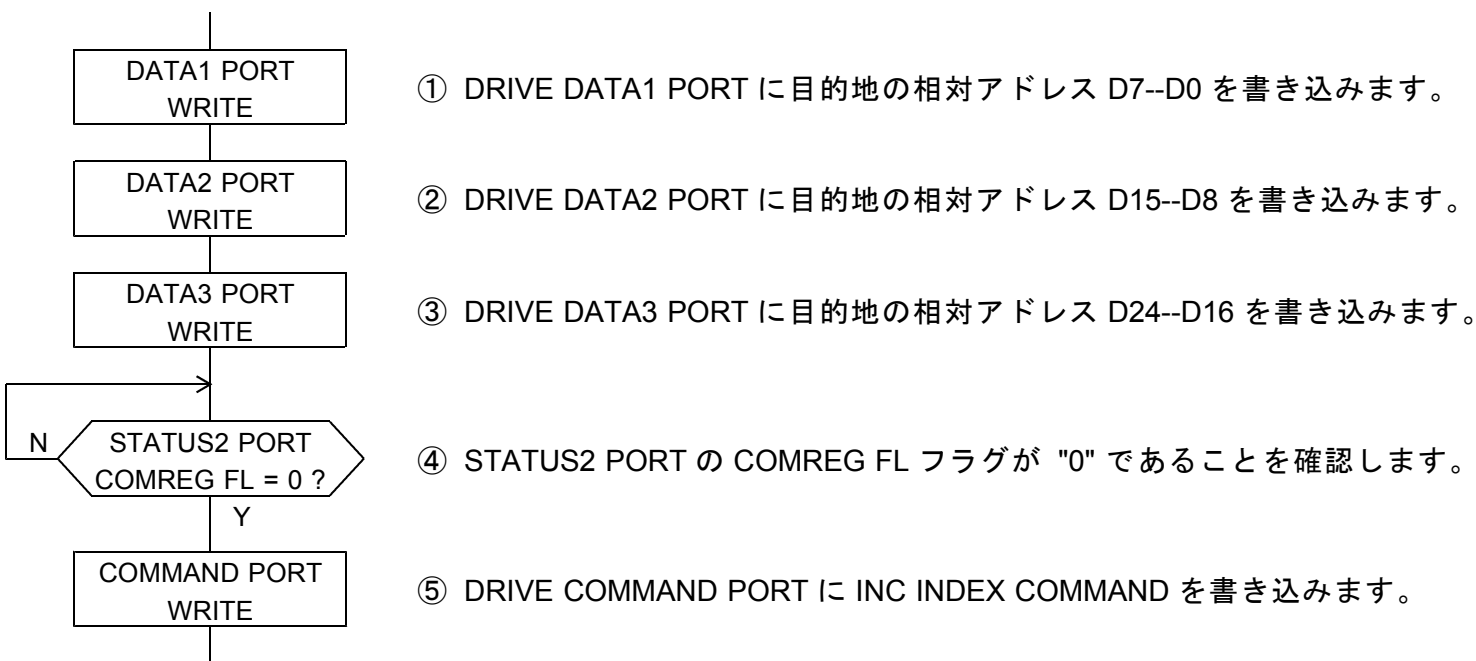 DATA1 PORT
WRITE
① DRIVE DATA1 PORT に目的地の相対アドレス D7--D0 を書き込みます。
DATA2 PORT
WRITE
② DRIVE DATA2 PORT に目的地の相対アドレス D15--D8 を書き込みます。
DATA3 PORT
WRITE
③ DRIVE DATA3 PORT に目的地の相対アドレス D24--D16 を書き込みます。
N
STATUS2 PORT
COMREG FL = 0 ?
④ STATUS2 PORT の COMREG FL フラグが "0" であることを確認します。
Y
COMMAND PORT
WRITE
⑤ DRIVE COMMAND PORT に INC INDEX COMMAND を書き込みます。